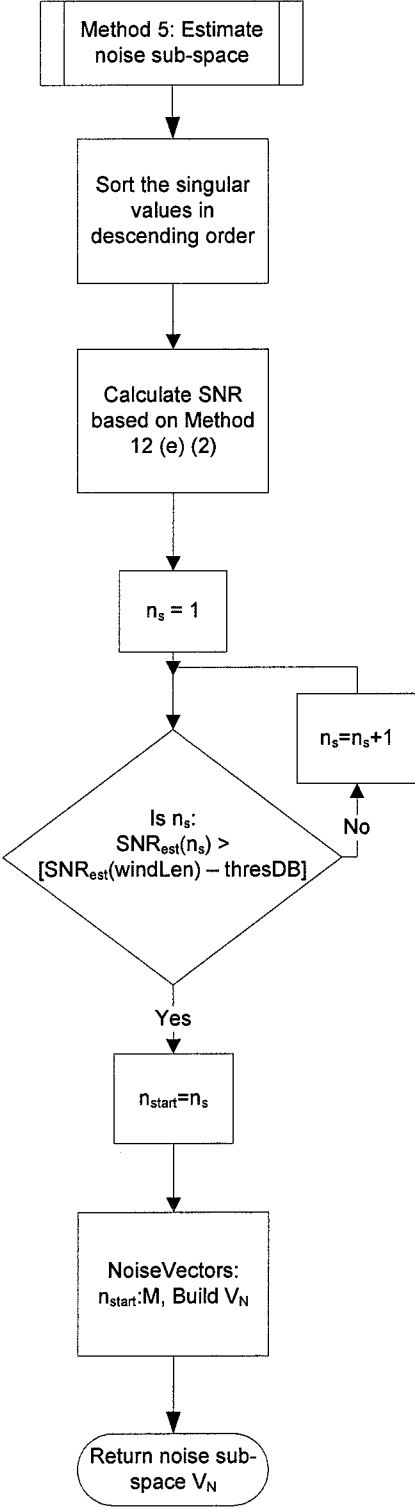 Method 5: Estimate
noise sub-space
Sort the singular
values in
descending order
Calculate SNR
based on Method
12 (e) (2)
nₛ = 1
nₛ=nₛ+1
No
Is nₛ:
SNRₑₛₜ(nₛ) >
[SNRₑₛₜ(windLen) – thresDB]
Yes
nₛₜₐᵣₜ=nₛ
NoiseVectors:
nₛₜₐᵣₜ:M, Build V_N
Return noise sub-
space V_N